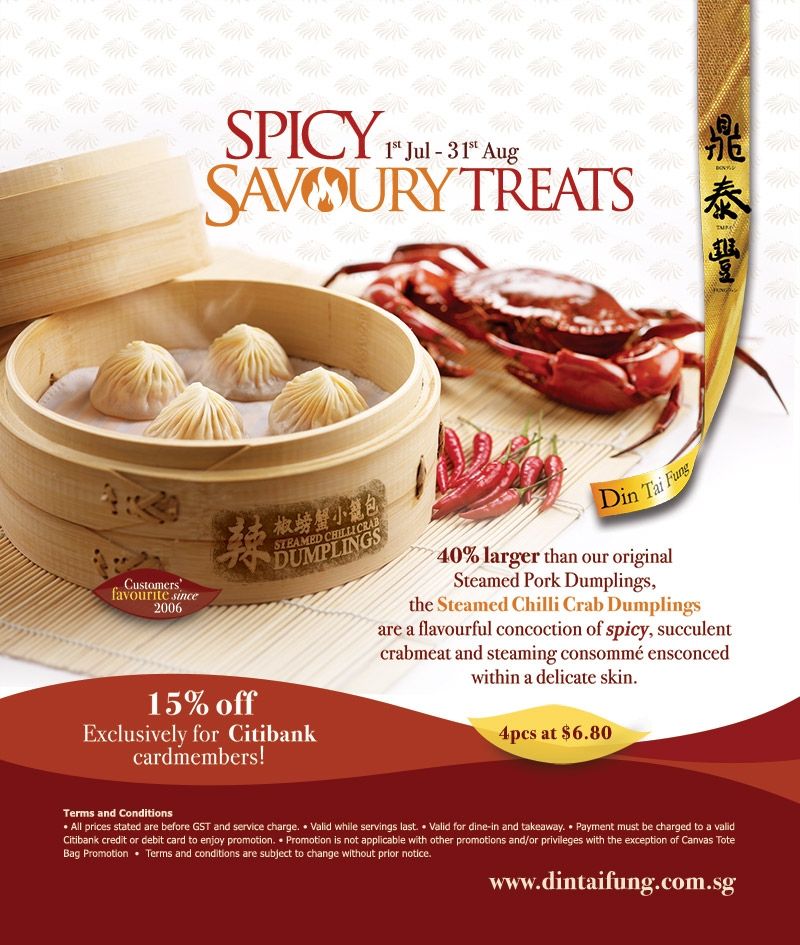 SPICY
1st Jul - 31st Aug
SAVOURY TREATS
鼎
泰
豐
Din Tai Fung
辣
椒螃蟹小籠包
STEAMED CHILLI CRAB
DUMPLINGS
Customers'
favourite since
2006
40% larger than our original
Steamed Pork Dumplings,
the Steamed Chilli Crab Dumplings
are a flavourful concoction of spicy, succulent
crabmeat and steaming consommé ensconced
within a delicate skin.
15% off
Exclusively for Citibank
cardmembers!
4pcs at $6.80
Terms and Conditions
• All prices stated are before GST and service charge. • Valid while servings last. • Valid for dine-in and takeaway. • Payment must be charged to a valid
Citibank credit or debit card to enjoy promotion. • Promotion is not applicable with other promotions and/or privileges with the exception of Canvas Tote
Bag Promotion • Terms and conditions are subject to change without prior notice.
www.dintaifung.com.sg